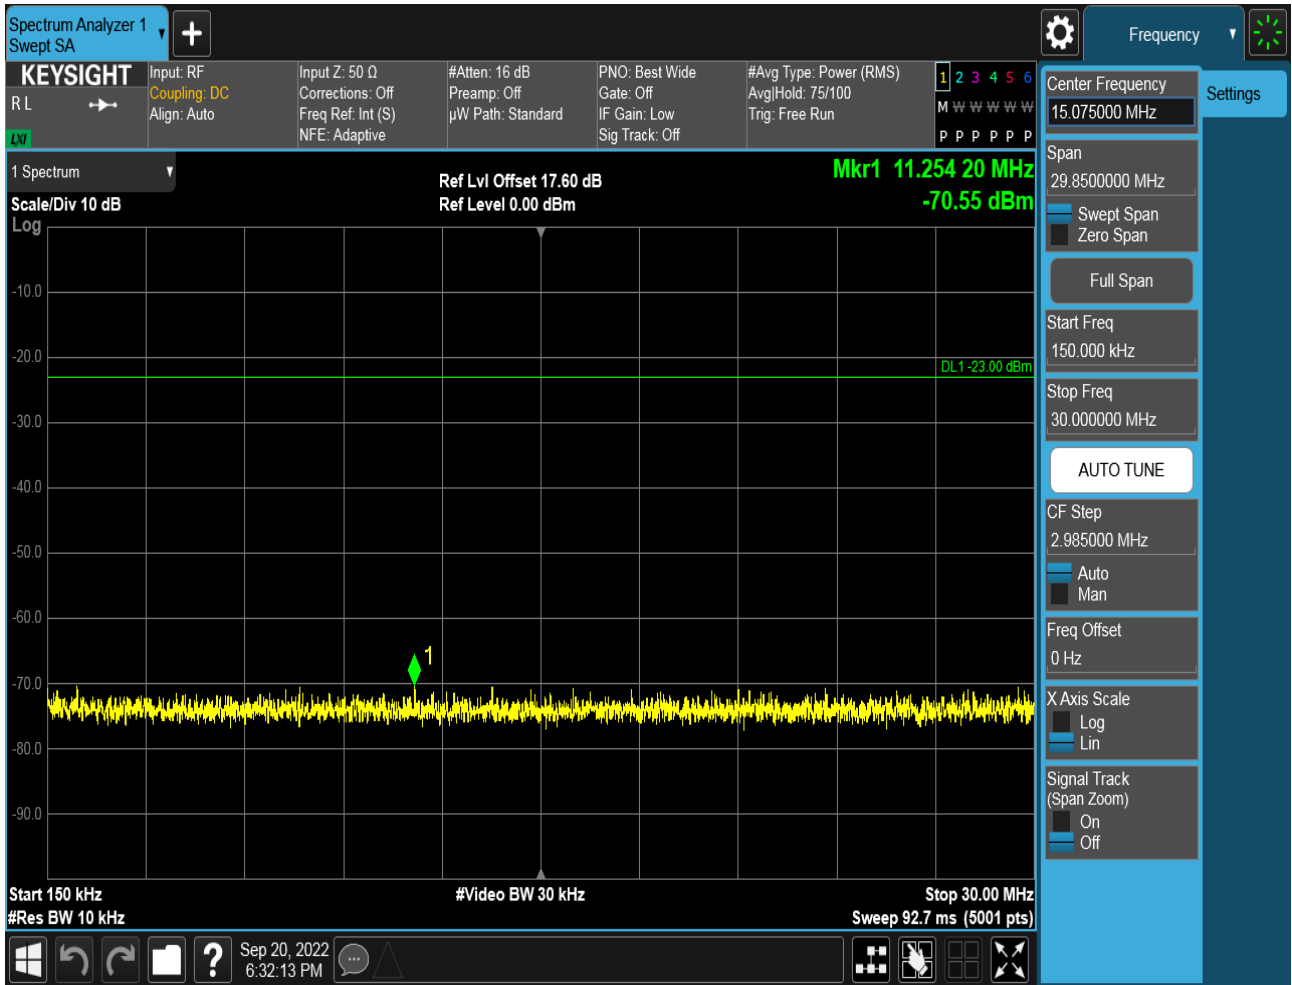 Spectrum Analyzer 1
Swept SA
Frequency
KEYSIGHT
R L
LXI
Input: RF
Coupling: DC
Align: Auto
Input Z: 50 Ω
Corrections: Off
Freq Ref: Int (S)
NFE: Adaptive
#Atten: 16 dB
Preamp: Off
µW Path: Standard
PNO: Best Wide
Gate: Off
IF Gain: Low
Sig Track: Off
#Avg Type: Power (RMS)
Avg|Hold: 75/100
Trig: Free Run
1 2 3 4 5 6
M W W W W W
P P P P P P
1 Spectrum
Scale/Div 10 dB
Log
Ref Lvl Offset 17.60 dB
Ref Level 0.00 dBm
Mkr1 11.254 20 MHz
-70.55 dBm
-10.0
-20.0
DL1 -23.00 dBm
-30.0
-40.0
-50.0
-60.0
1
-70.0
-80.0
-90.0
Start 150 kHz
#Res BW 10 kHz
#Video BW 30 kHz
Stop 30.00 MHz
Sweep 92.7 ms (5001 pts)
Sep 20, 2022
6:32:13 PM
Center Frequency
15.075000 MHz
Settings
Span
29.8500000 MHz
Swept Span
Zero Span
Full Span
Start Freq
150.000 kHz
Stop Freq
30.000000 MHz
AUTO TUNE
CF Step
2.985000 MHz
Auto
Man
Freq Offset
0 Hz
X Axis Scale
Log
Lin
Signal Track
(Span Zoom)
On
Off